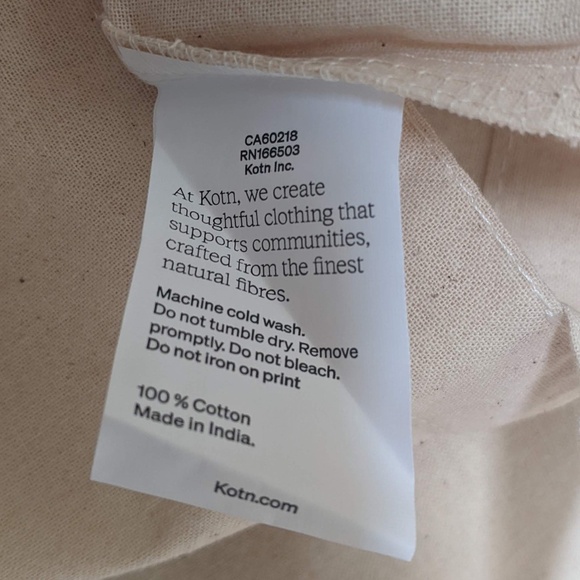 CA60218
RN166503
Kotn Inc.
At Kotn, we create
thoughtful clothing that
supports communities,
crafted from the finest
natural fibres.
Machine cold wash.
Do not tumble dry. Remove
promptly. Do not bleach.
Do not iron on print
100 % Cotton
Made in India.
Kotn.com